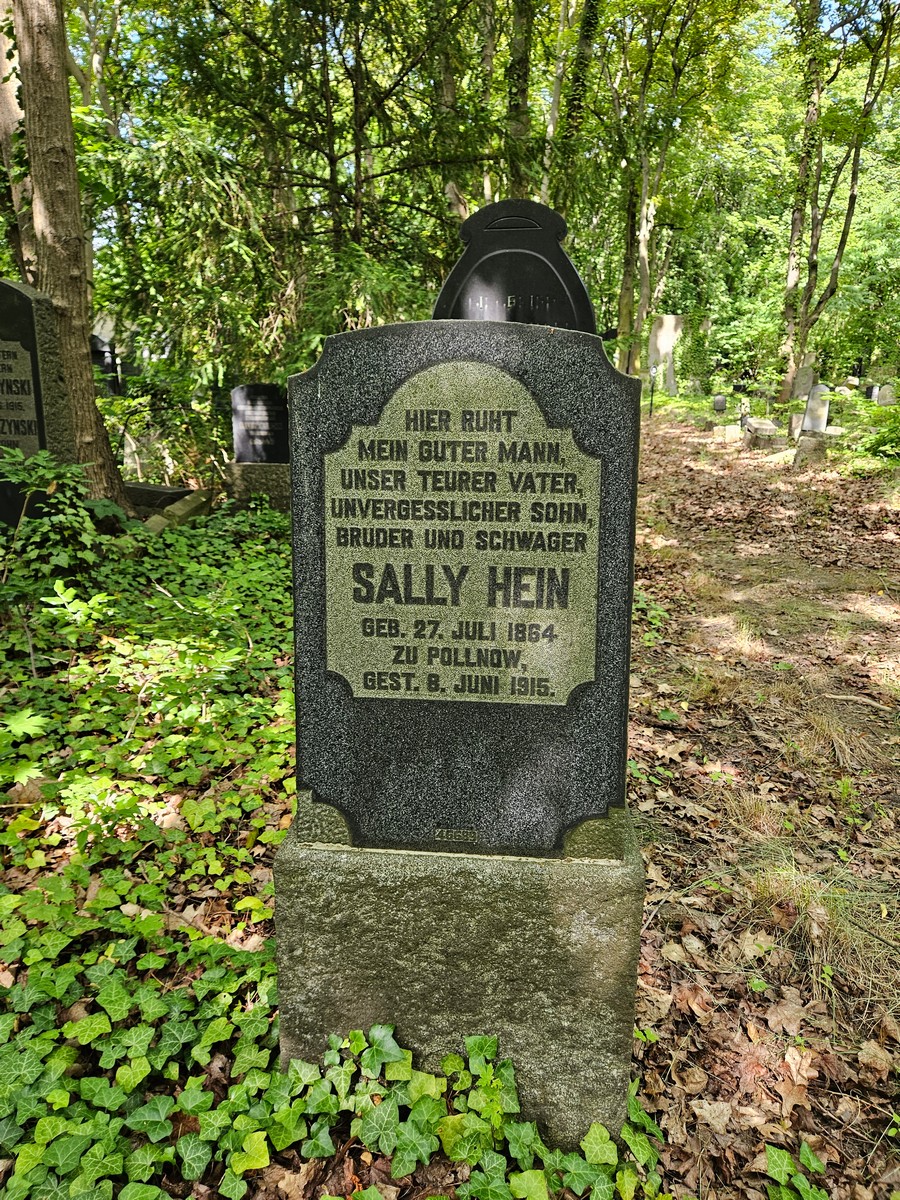 HIER RUHT
MEIN GUTER MANN,
UNSER TEURER VATER,
UNVERGESSLICHER SOHN,
BRUDER UND SCHWAGER
SALLY HEIN
GEB. 27. JULI 1864
ZU POLLNOW,
GEST. 8. JUNI 1915.